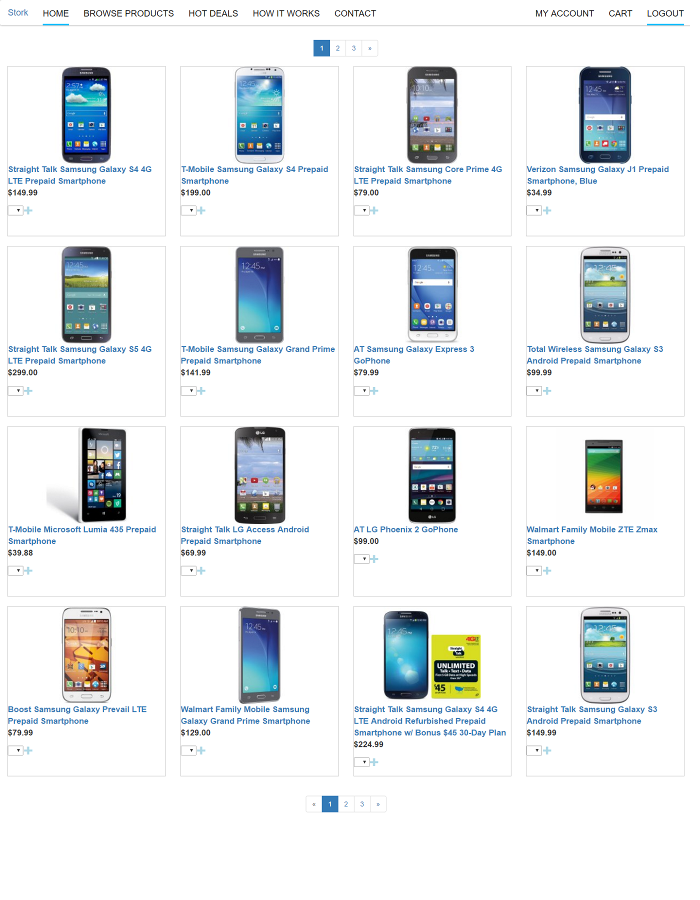 Stork HOME BROWSE PRODUCTS HOT DEALS HOW IT WORKS CONTACT MY ACCOUNT CART LOGOUT
1 2 3 »
Straight Talk Samsung Galaxy S4 4G
LTE Prepaid Smartphone
$149.99
T-Mobile Samsung Galaxy S4 Prepaid
Smartphone
$199.00
Straight Talk Samsung Core Prime 4G
LTE Prepaid Smartphone
$79.00
Verizon Samsung Galaxy J1 Prepaid
Smartphone, Blue
$34.99
Straight Talk Samsung Galaxy S5 4G
LTE Prepaid Smartphone
$299.00
T-Mobile Samsung Galaxy Grand Prime
Prepaid Smartphone
$141.99
AT Samsung Galaxy Express 3
GoPhone
$79.99
Total Wireless Samsung Galaxy S3
Android Prepaid Smartphone
$99.99
T-Mobile Microsoft Lumia 435 Prepaid
Smartphone
$39.88
Straight Talk LG Access Android
Prepaid Smartphone
$69.99
AT LG Phoenix 2 GoPhone
$99.00
Walmart Family Mobile ZTE Zmax
Smartphone
$149.00
Boost Samsung Galaxy Prevail LTE
Prepaid Smartphone
$79.99
Walmart Family Mobile Samsung
Galaxy Grand Prime Smartphone
$129.00
UNLIMITED
Talk • Text • Data
$45
Straight Talk Samsung Galaxy S4 4G
LTE Android Refurbished Prepaid
Smartphone w/ Bonus $45 30-Day Plan
$224.99
Straight Talk Samsung Galaxy S3
Android Prepaid Smartphone
$149.99
« 1 2 3 »